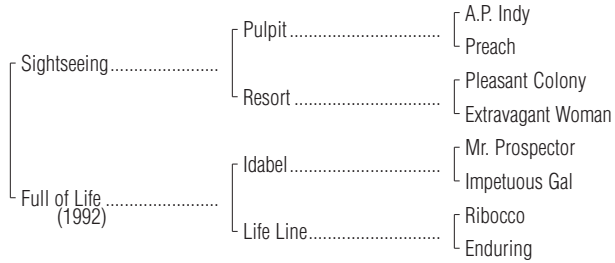 A.P. Indy
Pulpit
Preach
Sightseeing
Pleasant Colony
Resort
Extravagant Woman
Mr. Prospector
Idabel
Impetuous Gal
Full of Life
(1992)
Ribocco
Life Line
Enduring